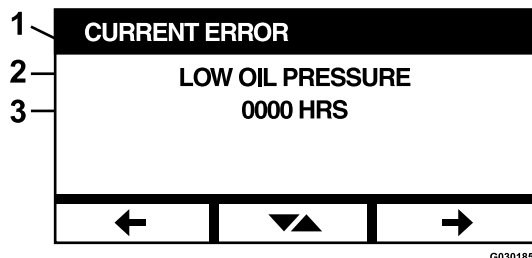 1 CURRENT ERROR
2 LOW OIL PRESSURE
3 0000 HRS
G030185